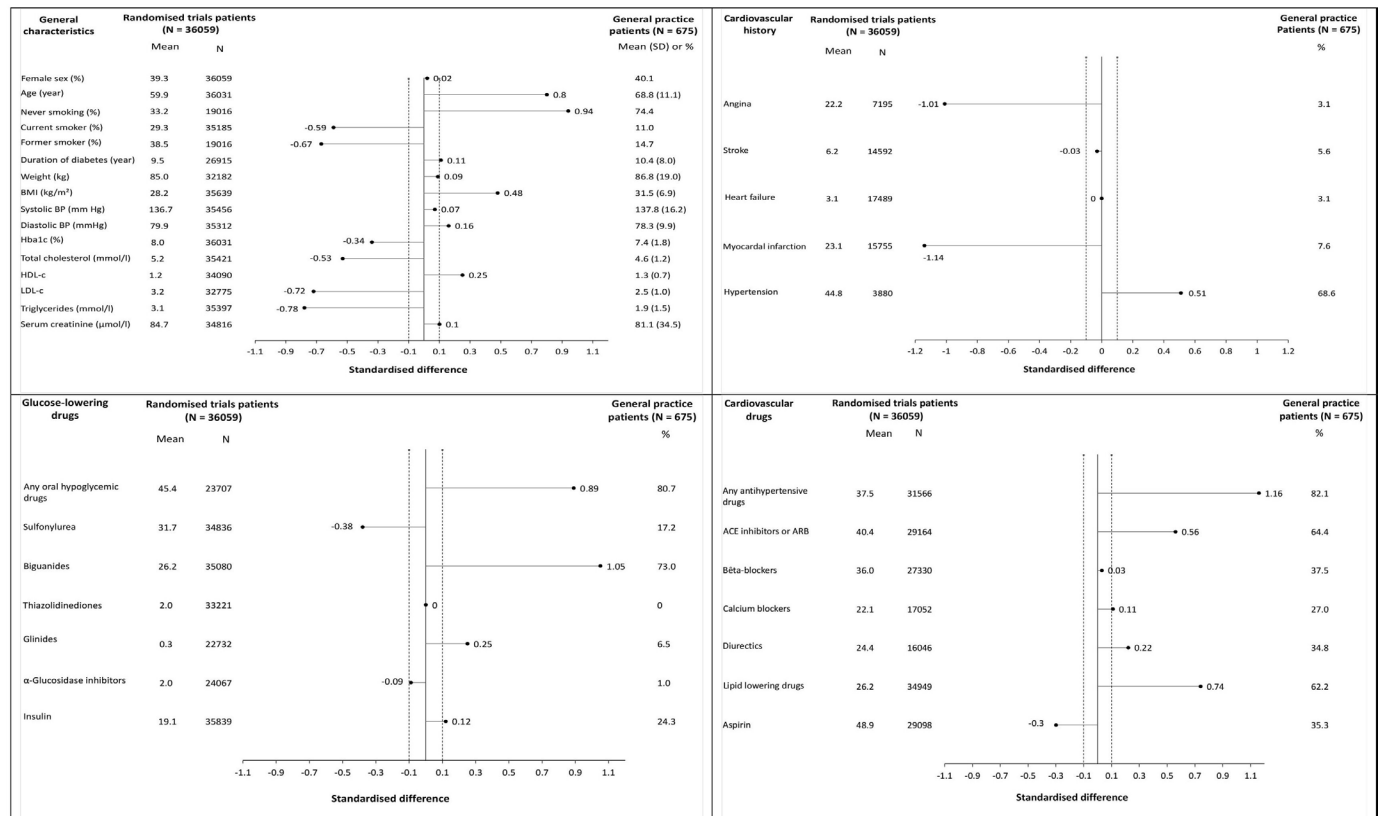 General characteristics
Randomised trials patients (N = 36059)
General practice patients (N = 675)
Mean N Mean (SD) or %
Female sex (%) 39.3 36059 0.02 40.1
Age (year) 59.9 36031 0.8 68.8 (11.1)
Never smoking (%) 33.2 19016 0.94 74.4
Current smoker (%) 29.3 35185 -0.59 11.0
Former smoker (%) 38.5 19016 -0.67 14.7
Duration of diabetes (year) 9.5 26915 0.11 10.4 (8.0)
Weight (kg) 85.0 32182 0.09 86.8 (19.0)
BMI (kg/m²) 28.2 35639 0.48 31.5 (6.9)
Systolic BP (mm Hg) 136.7 35456 0.07 137.8 (16.2)
Diastolic BP (mmHg) 79.9 35312 0.16 78.3 (9.9)
Hba1c (%) 8.0 36031 -0.34 7.4 (1.8)
Total cholesterol (mmol/l) 5.2 35421 -0.53 4.6 (1.2)
HDL-c 1.2 34090 0.25 1.3 (0.7)
LDL-c 3.2 32775 -0.72 2.5 (1.0)
Triglycerides (mmol/l) 3.1 35397 -0.78 1.9 (1.5)
Serum creatinine (µmol/l) 84.7 34816 0.1 81.1 (34.5)
-1.1 -0.9 -0.7 -0.5 -0.3 -0.1 0.1 0.3 0.5 0.7 0.9 1.1
Standardised difference
Cardiovascular history
Randomised trials patients (N = 36059)
General practice Patients (N = 675)
Mean N %
Angina 22.2 7195 -1.01 3.1
Stroke 6.2 14592 -0.03 5.6
Heart failure 3.1 17489 0 3.1
Myocardal infarction 23.1 15755 -1.14 7.6
Hypertension 44.8 3880 0.51 68.6
-1.2 -1 -0.8 -0.6 -0.4 -0.2 0 0.2 0.4 0.6 0.8 1 1.2
Standardised difference
Glucose-lowering drugs
Randomised trials patients (N = 36059)
General practice patients (N = 675)
Mean N %
Any oral hypoglycemic drugs 45.4 23707 0.89 80.7
Sulfonylurea 31.7 34836 -0.38 17.2
Biguanides 26.2 35080 1.05 73.0
Thiazolidinediones 2.0 33221 0 0
Glinides 0.3 22732 0.25 6.5
α-Glucosidase inhibitors 2.0 24067 -0.09 1.0
Insulin 19.1 35839 0.12 24.3
-1.1 -0.9 -0.7 -0.5 -0.3 -0.1 0.1 0.3 0.5 0.7 0.9 1.1
Standardised difference
Cardiovascular drugs
Randomised trials patients (N = 36059)
General practice patients (N = 675)
Mean N %
Any antihypertensive drugs 37.5 31566 1.16 82.1
ACE inhibitors or ARB 40.4 29164 0.56 64.4
Bêta-blockers 36.0 27330 0.03 37.5
Calcium blockers 22.1 17052 0.11 27.0
Diurectics 24.4 16046 0.22 34.8
Lipid lowering drugs 26.2 34949 0.74 62.2
Aspirin 48.9 29098 -0.3 35.3
-1.1 -0.9 -0.7 -0.5 -0.3 -0.1 0.1 0.3 0.5 0.7 0.9 1.1
Standardised difference